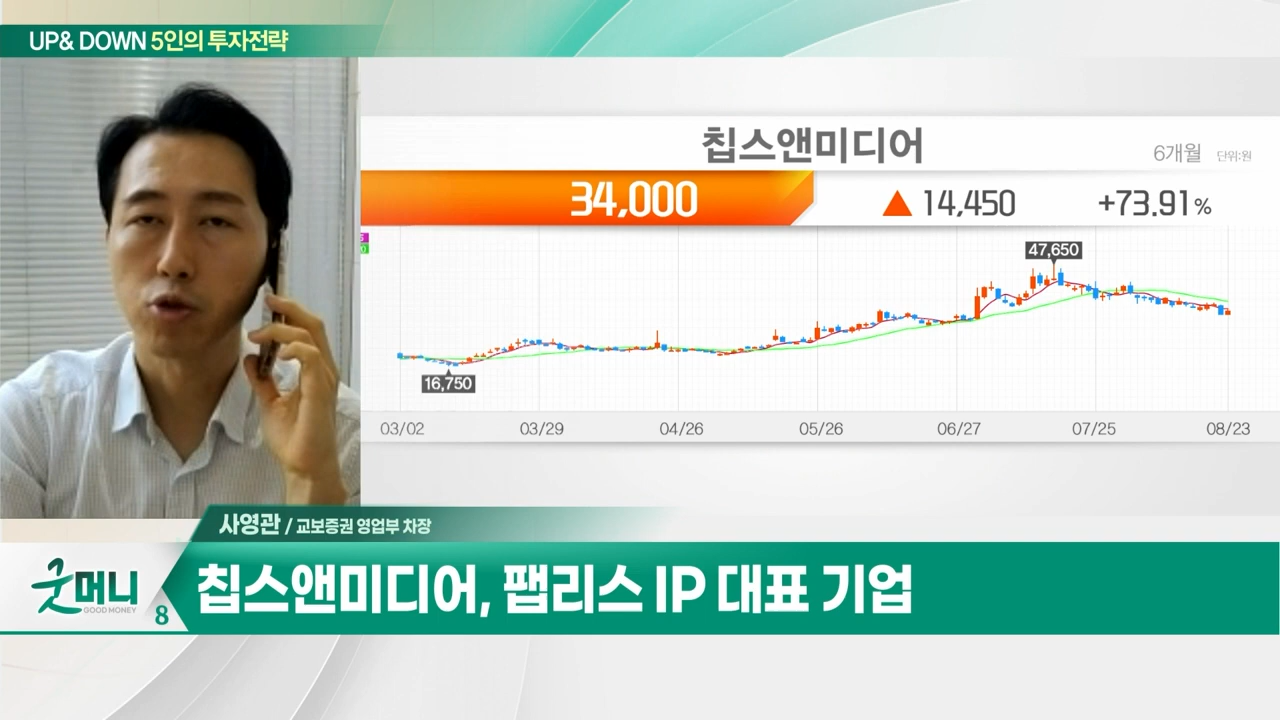 UP& DOWN 5인의 투자전략
칩스앤미디어
6개월 단위:원
34,000 ▲ 14,450 +73.91%
47,650
16,750
03/02 03/29 04/26 05/26 06/27 07/25 08/23
사영관 / 교보증권 영업부 차장
굿머니
GOOD MONEY
8
칩스앤미디어, 팹리스 IP 대표 기업